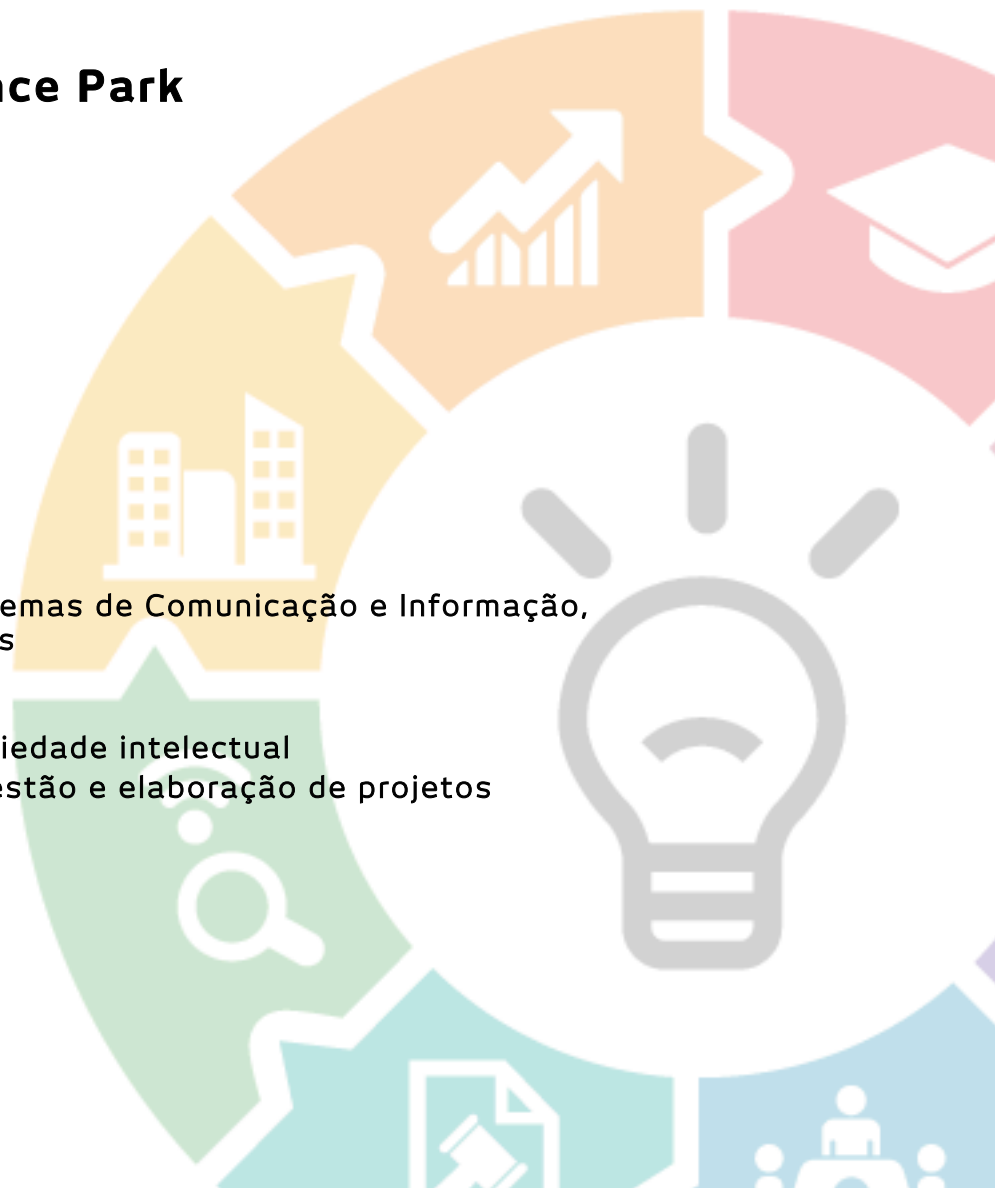 nce Park
emas de Comunicação e Informação,
s
iedade intelectual
estão e elaboração de projetos